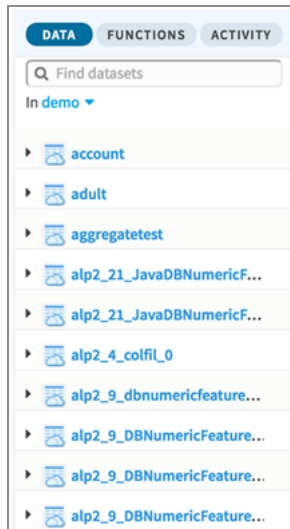 DATA FUNCTIONS ACTIVITY
Find datasets
In demo
account
adult
aggregatetest
alp2_21_JavaDBNumericF...
alp2_21_JavaDBNumericF...
alp2_4_colfil_0
alp2_9_dbnumericfeature...
alp2_9_DBNumericFeature...
alp2_9_DBNumericFeature...
alp2_9_DBNumericFeature...